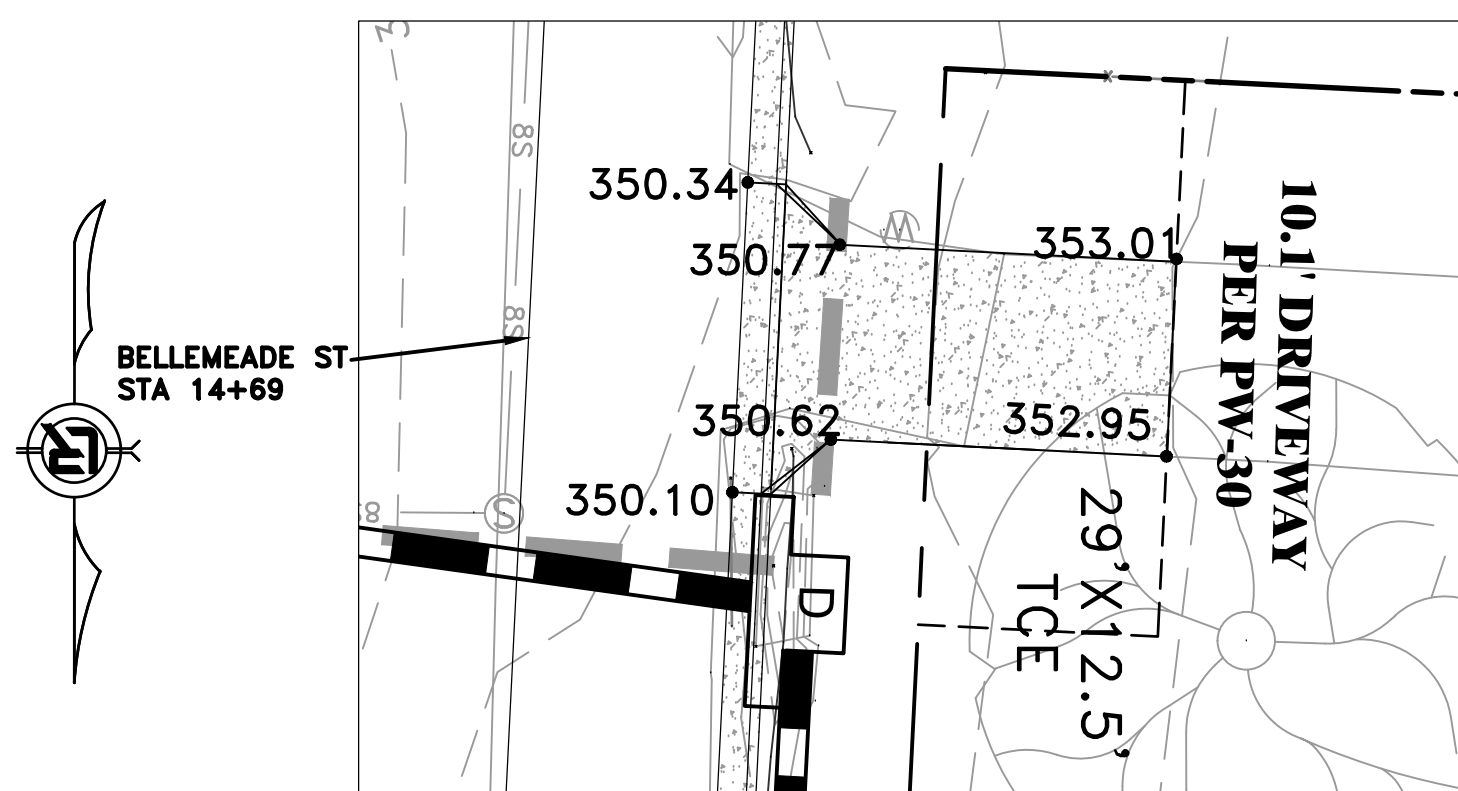 8S
350.34
W
350.77
353.01
10.1' DRIVEWAY
PER PW-30
8S
BELLEMEADE ST
STA 14+69
350.62
352.95
350.10
S
29'X12.5'
TCE
D